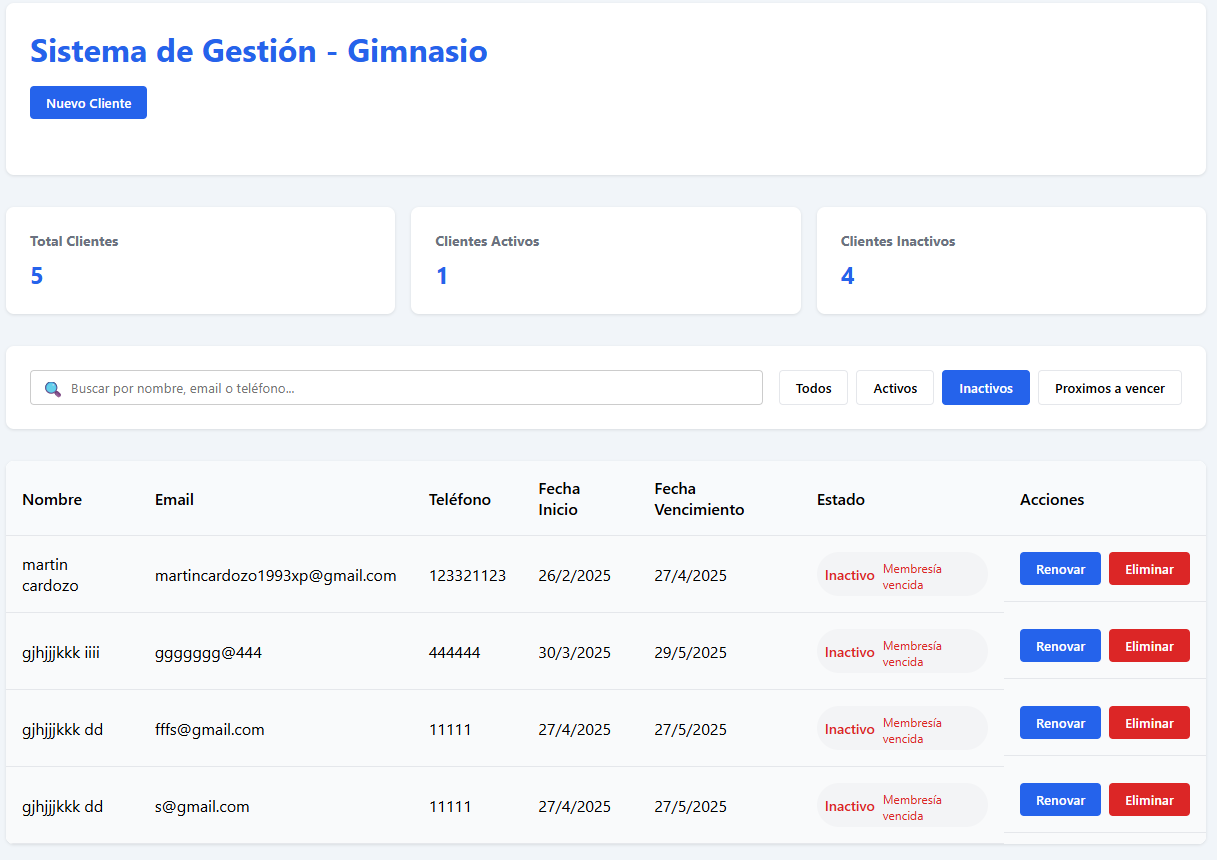 Sistema de Gestión - Gimnasio
Nuevo Cliente
Total Clientes
5
Clientes Activos
1
Clientes Inactivos
4
Buscar por nombre, email o teléfono...
Todos
Activos
Inactivos
Proximos a vencer
Nombre
Email
Teléfono
Fecha
Inicio
Fecha
Vencimiento
Estado
Acciones
martin
cardozo
martincardozo1993xp@gmail.com
123321123
26/2/2025
27/4/2025
Inactivo
Membresía
vencida
Renovar
Eliminar
gjhjjjkkk iiii
ggggggg@444
444444
30/3/2025
29/5/2025
Inactivo
Membresía
vencida
Renovar
Eliminar
gjhjjjkkk dd
fffs@gmail.com
11111
27/4/2025
27/5/2025
Inactivo
Membresía
vencida
Renovar
Eliminar
gjhjjjkkk dd
s@gmail.com
11111
27/4/2025
27/5/2025
Inactivo
Membresía
vencida
Renovar
Eliminar